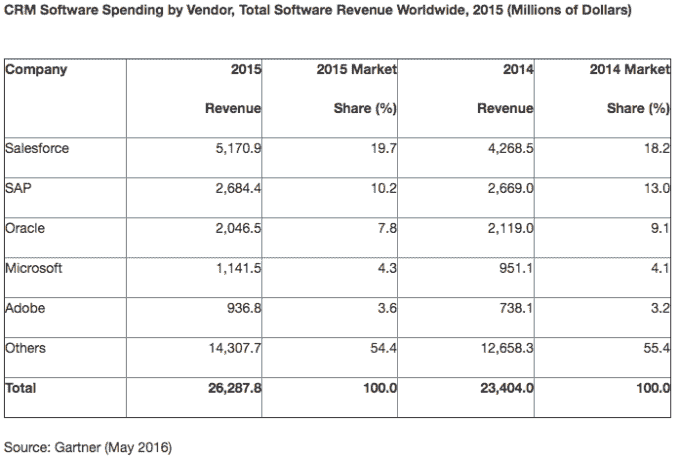 CRM Software Spending by Vendor, Total Software Revenue Worldwide, 2015 (Millions of Dollars)
Company 2015 2015 Market 2014 2014 Market
Revenue Share (%) Revenue Share (%)
Salesforce 5,170.9 19.7 4,268.5 18.2
SAP 2,684.4 10.2 2,669.0 13.0
Oracle 2,046.5 7.8 2,119.0 9.1
Microsoft 1,141.5 4.3 951.1 4.1
Adobe 936.8 3.6 738.1 3.2
Others 14,307.7 54.4 12,658.3 55.4
Total 26,287.8 100.0 23,404.0 100.0
Source: Gartner (May 2016)